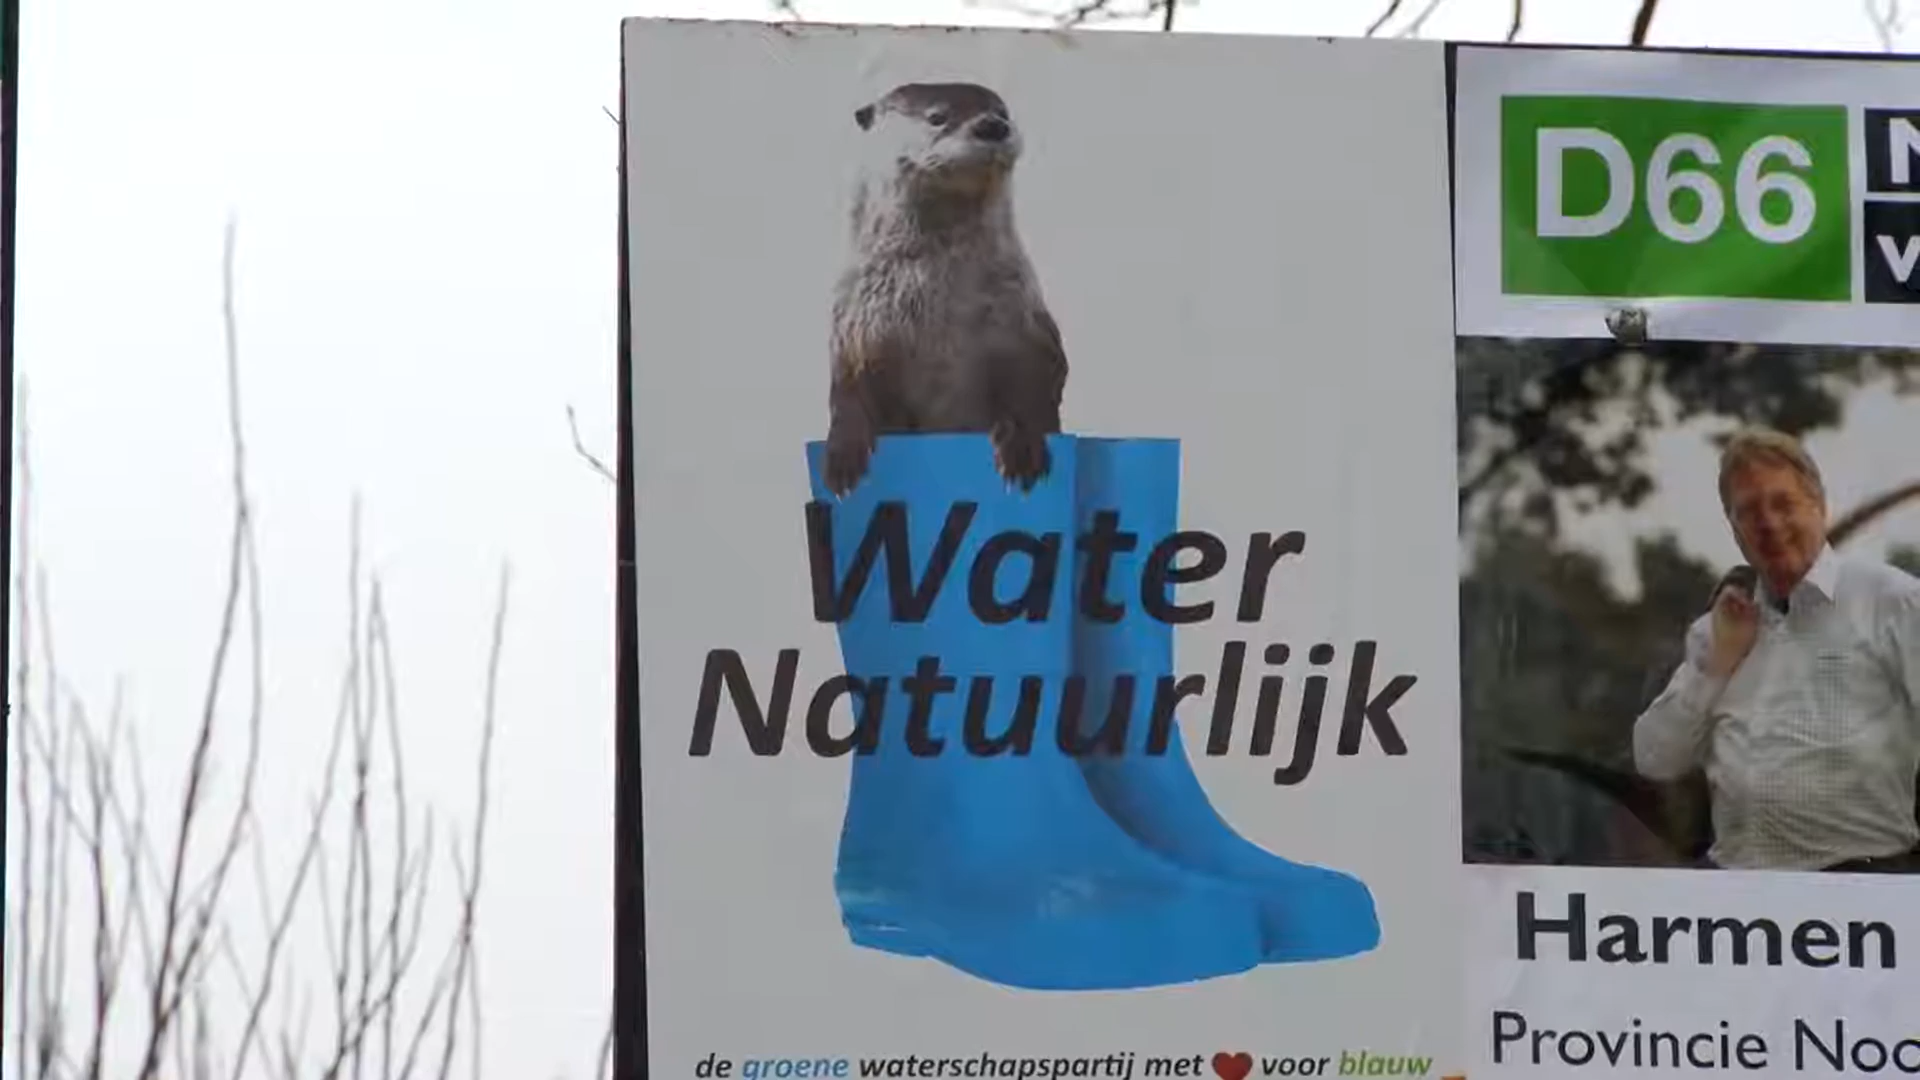 Water
Natuurlijk
de groene waterschapspartij met ❤ voor blauw
D66
Harmen
Provincie